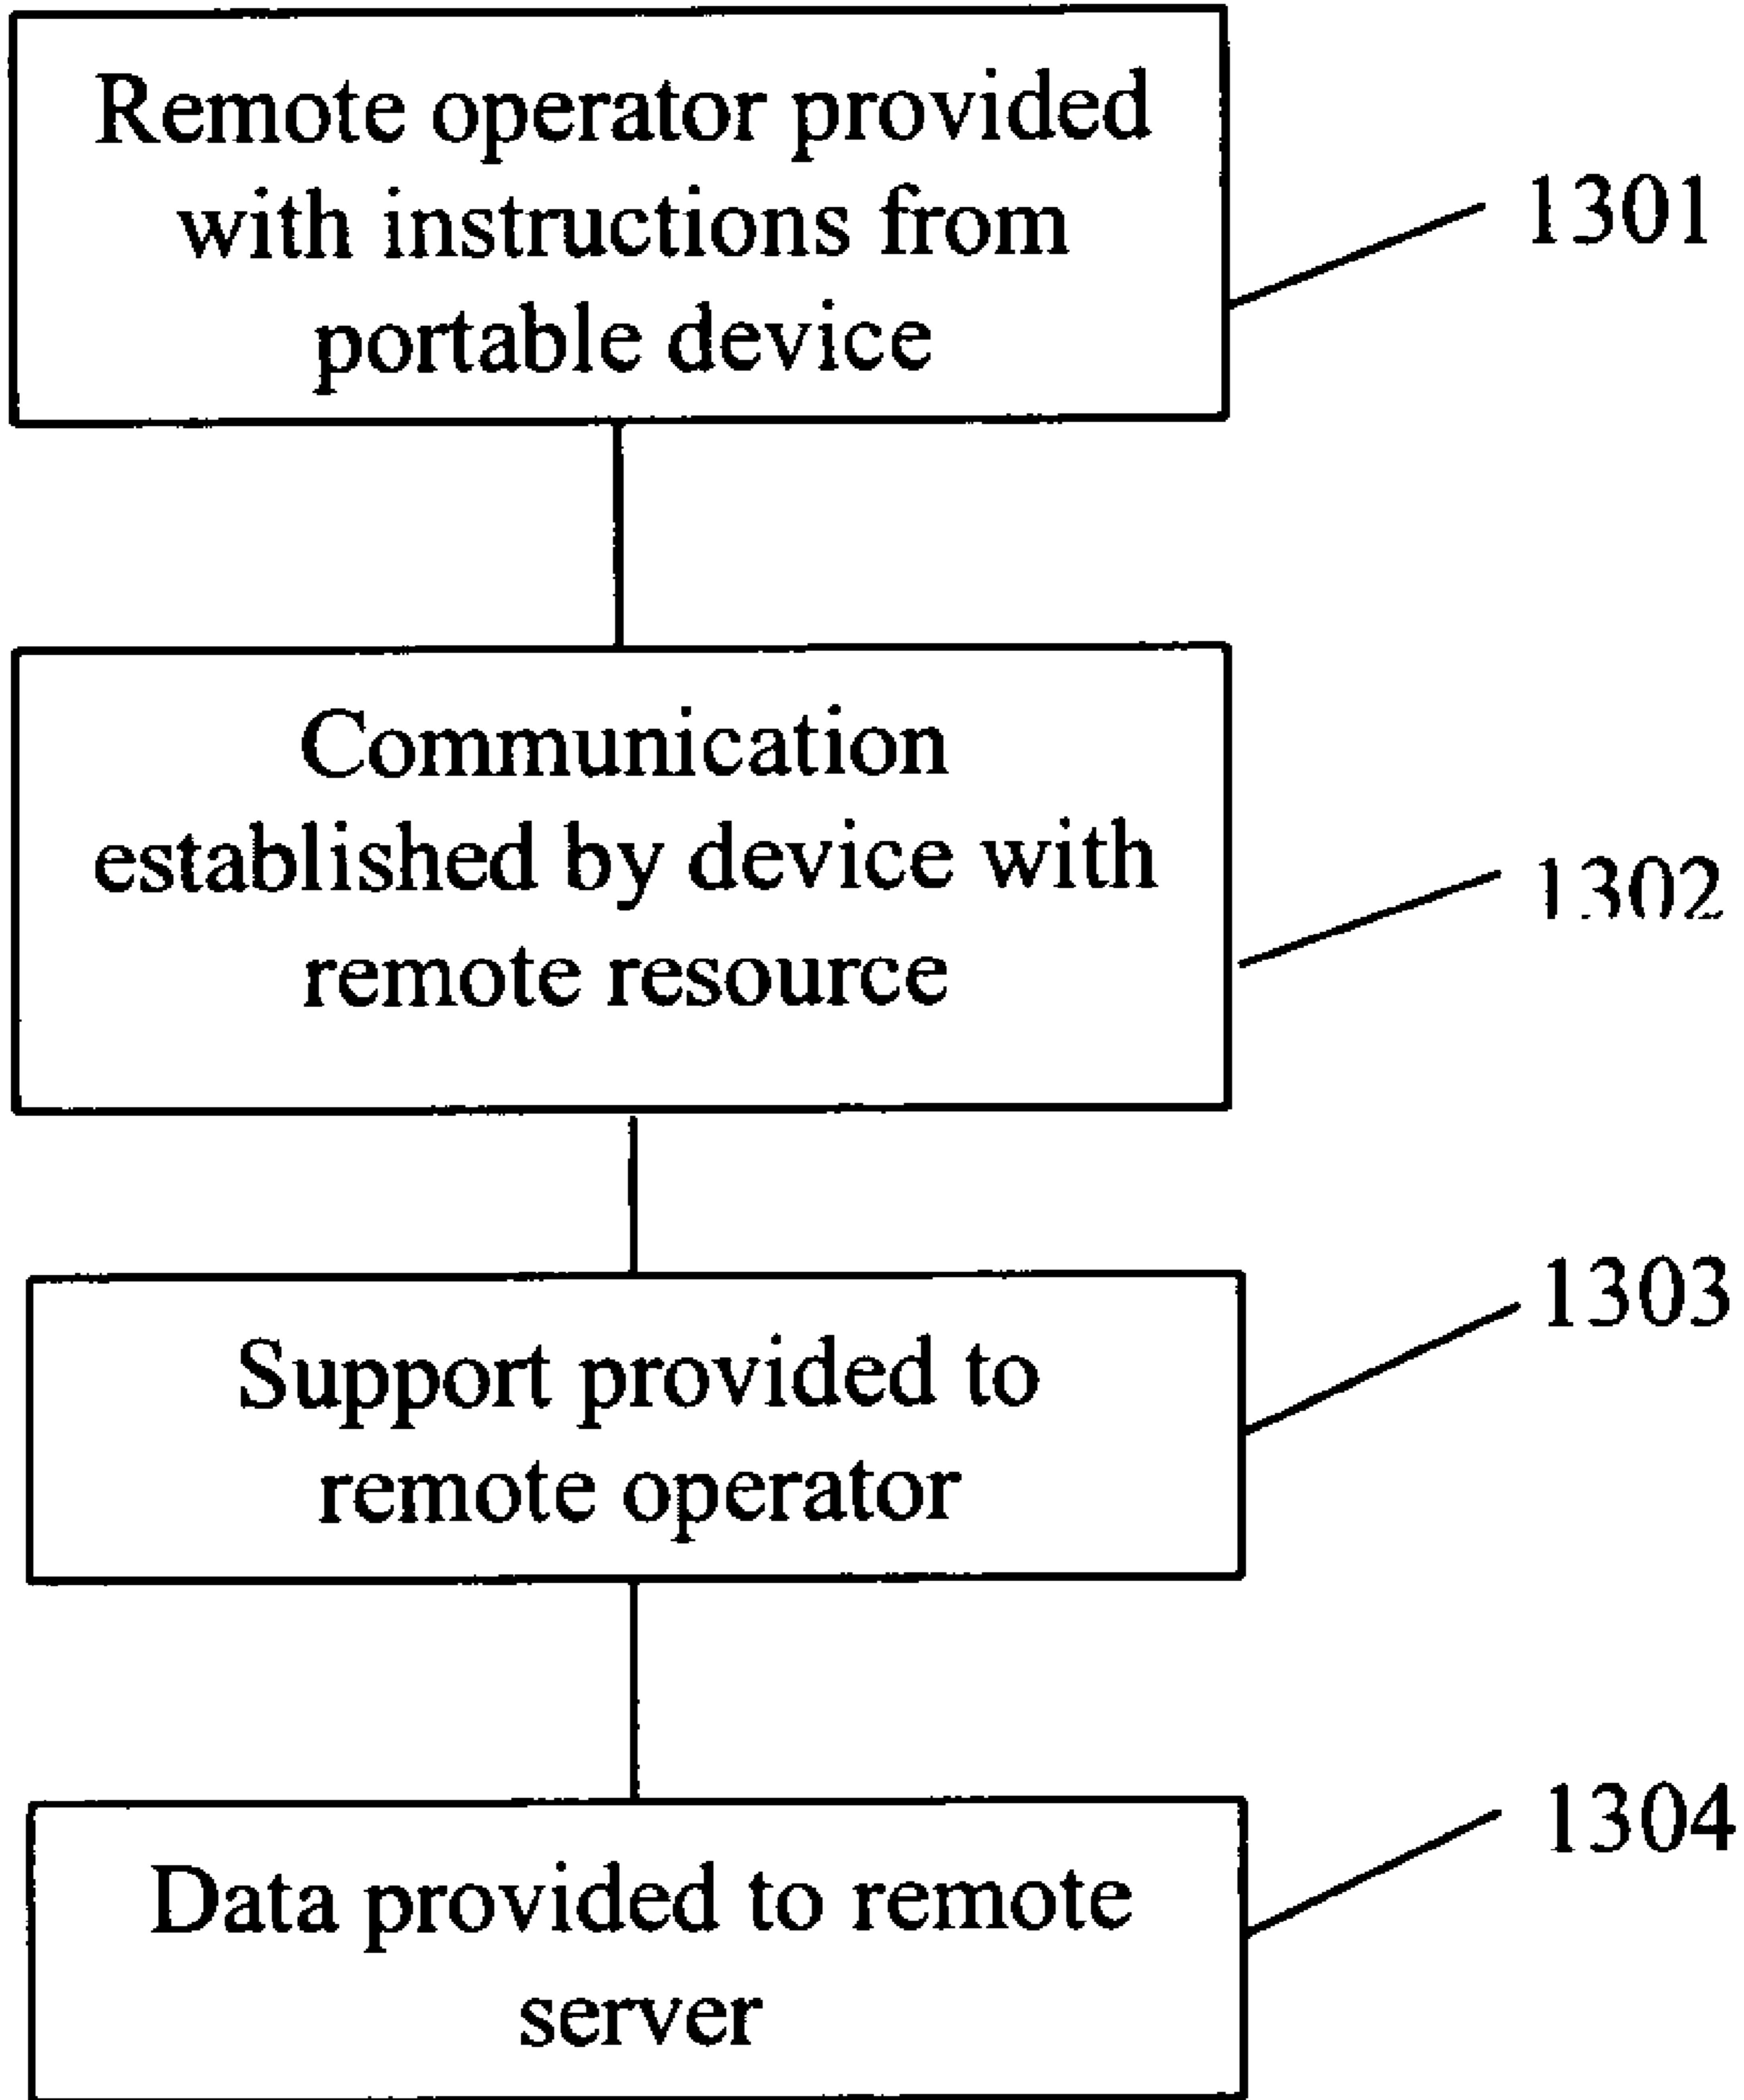 Remote operator provided
with instructions from
portable device
1301
Communication
established by device with
remote resource
1302
Support provided to
remote operator
1303
Data provided to remote
server
1304